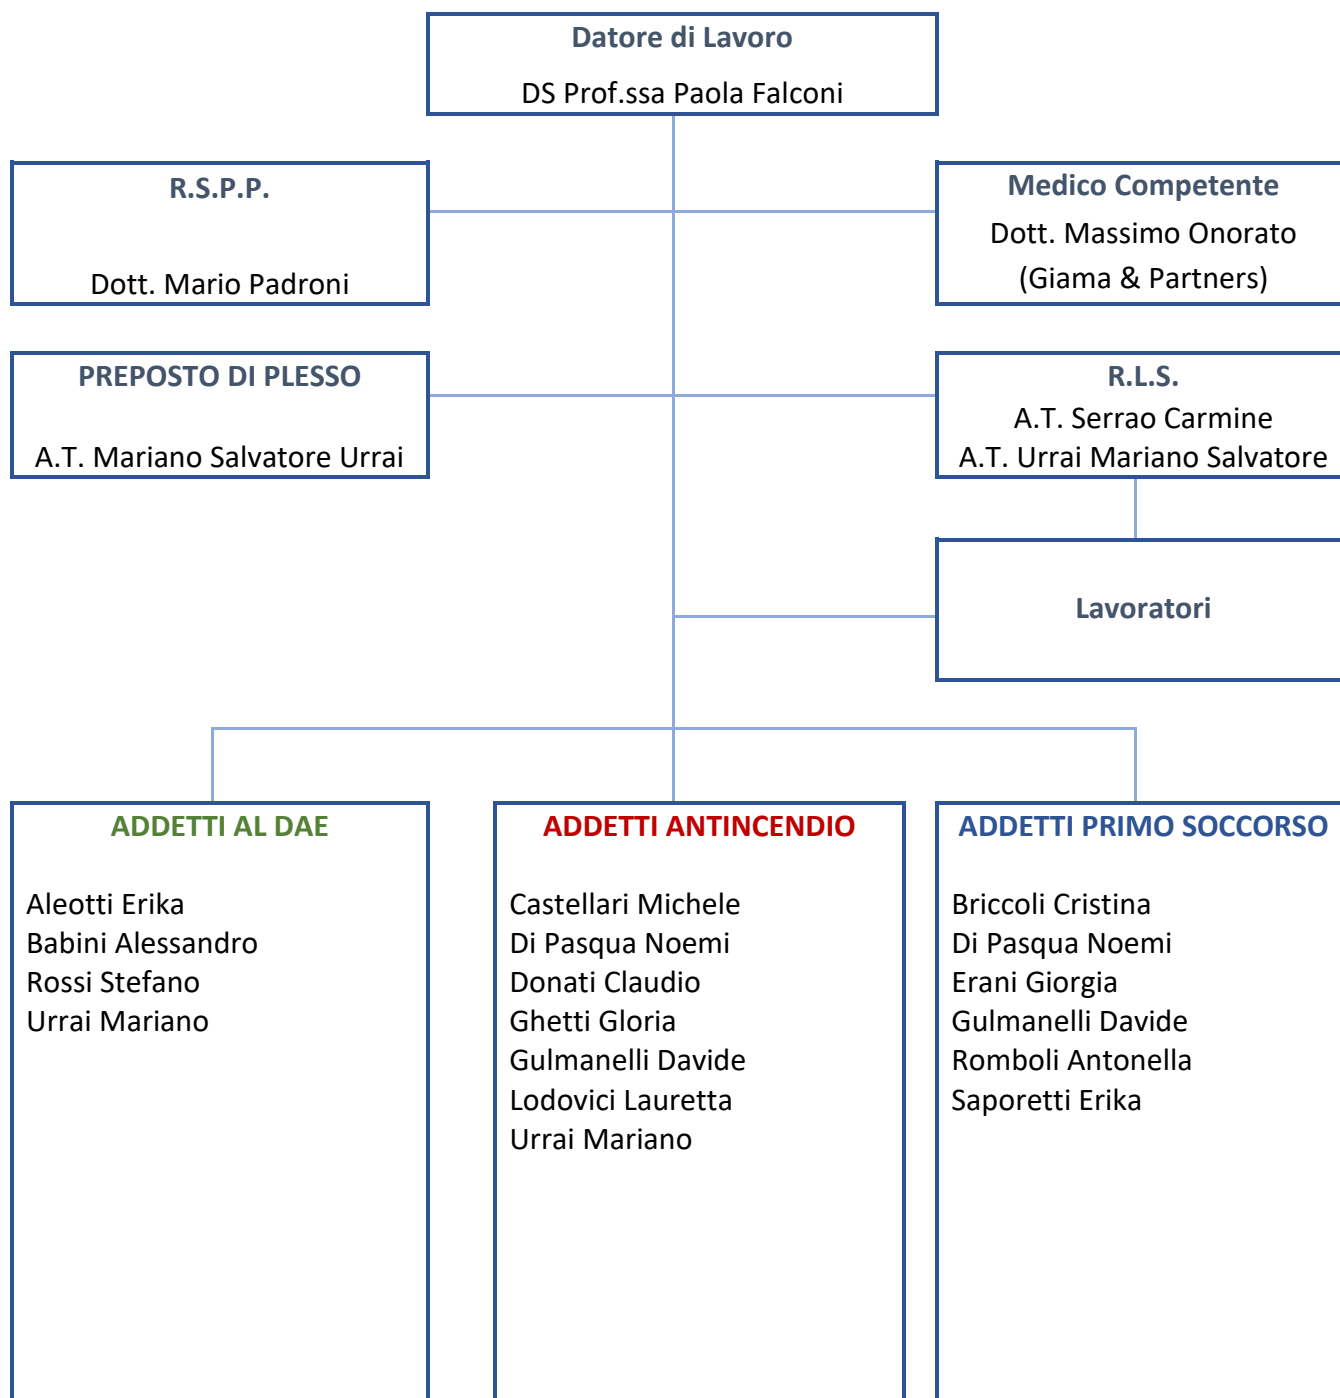 Datore di Lavoro
DS Prof.ssa Paola Falconi
R.S.P.P.
Dott. Mario Padroni
Medico Competente
Dott. Massimo Onorato
(Giama & Partners)
PREPOSTO DI PLESSO
A.T. Mariano Salvatore Urrai
R.L.S.
A.T. Serrao Carmine
A.T. Urrai Mariano Salvatore
Lavoratori
ADDETTI AL DAE
Aleotti Erika
Babini Alessandro
Rossi Stefano
Urrai Mariano
ADDETTI ANTINCENDIO
Castellari Michele
Di Pasqua Noemi
Donati Claudio
Ghetti Gloria
Gulmanelli Davide
Lodovici Lauretta
Urrai Mariano
ADDETTI PRIMO SOCCORSO
Briccoli Cristina
Di Pasqua Noemi
Erani Giorgia
Gulmanelli Davide
Romboli Antonella
Saporetti Erika